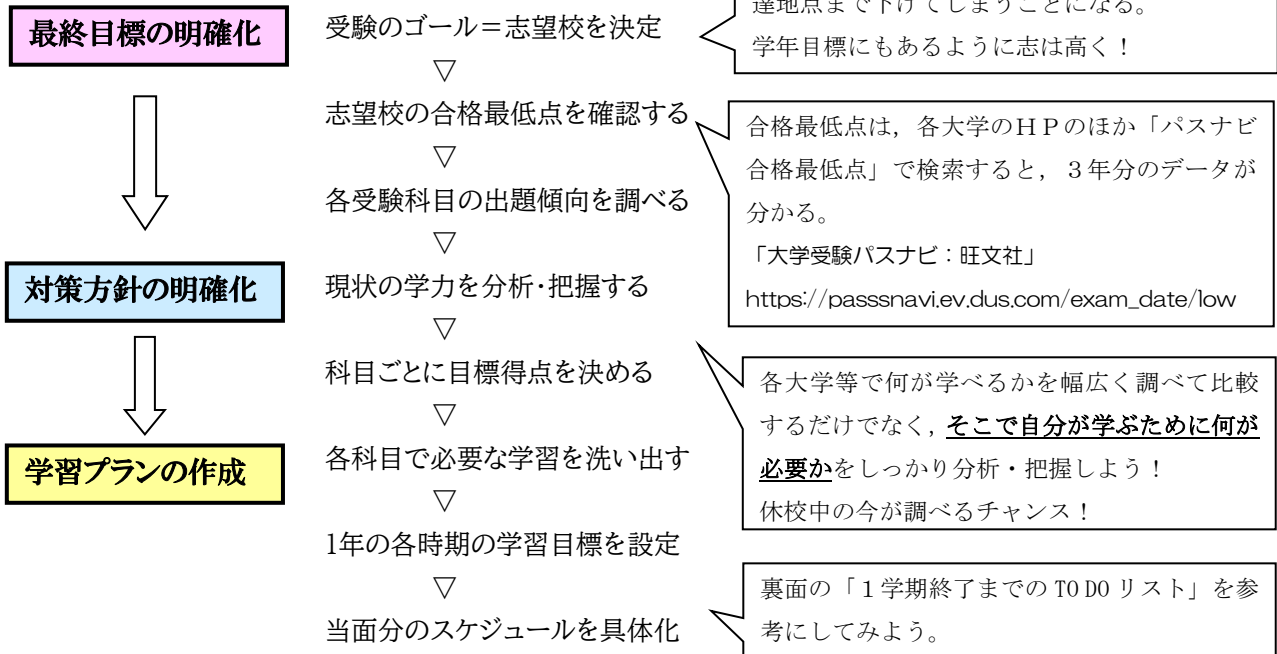 最終目標の明確化
対策方針の明確化
学習プランの作成
受験のゴール=志望校を決定
▽
志望校の合格最低点を確認する
▽
各受験科目の出題傾向を調べる
▽
現状の学力を分析・把握する
▽
科目ごとに目標得点を決める
▽
各科目で必要な学習を洗い出す
▽
1年の各時期の学習目標を設定
▽
当面分のスケジュールを具体化
達地点まで下げてしまうことになる。
学年目標にもあるように志は高く!
合格最低点は,各大学のHPのほか「パスナビ
合格最低点」で検索すると,3年分のデータが
分かる。
「大学受験パスナビ:旺文社」
https://passsnavi.ev.dus.com/exam_date/low
各大学等で何が学べるかを幅広く調べて比較
するだけでなく,そこで自分が学ぶために何が
必要かをしっかり分析・把握しよう!
休校中の今が調べるチャンス!
裏面の「1学期終了までの TO DO リスト」を参
考にしてみよう。